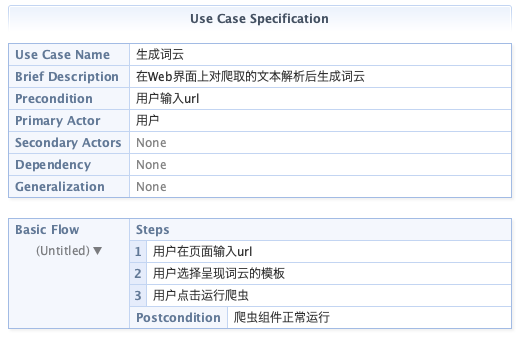 Use Case Specification
Use Case Name 生成词云
Brief Description 在Web界面上对爬取的文本解析后生成词云
Precondition 用户输入url
Primary Actor 用户
Secondary Actors None
Dependency None
Generalization None
Basic Flow Steps
(Untitled) ▼ 1 用户在页面输入url
2 用户选择呈现词云的模板
3 用户点击运行爬虫
Postcondition 爬虫组件正常运行